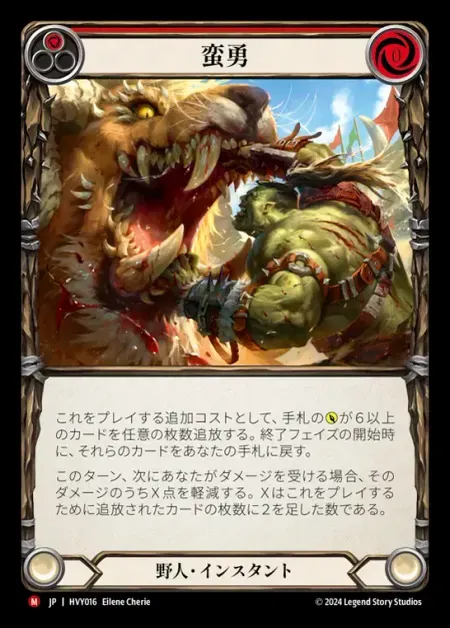 0
蛮勇
これをプレイする追加コストとして、手札のが6以上
のカードを任意の枚数追放する。終了フェイズの開始時
に、それらのカードをあなたの手札に戻す。
このターン、次にあなたがダメージを受ける場合、その
ダメージのうちX点を軽減する。Xはこれをプレイする
ために追放されたカードの枚数に2を足した数である。
野人・インスタント
M JP | HVY016 Eilene Cherie
© 2024 Legend Story Studios